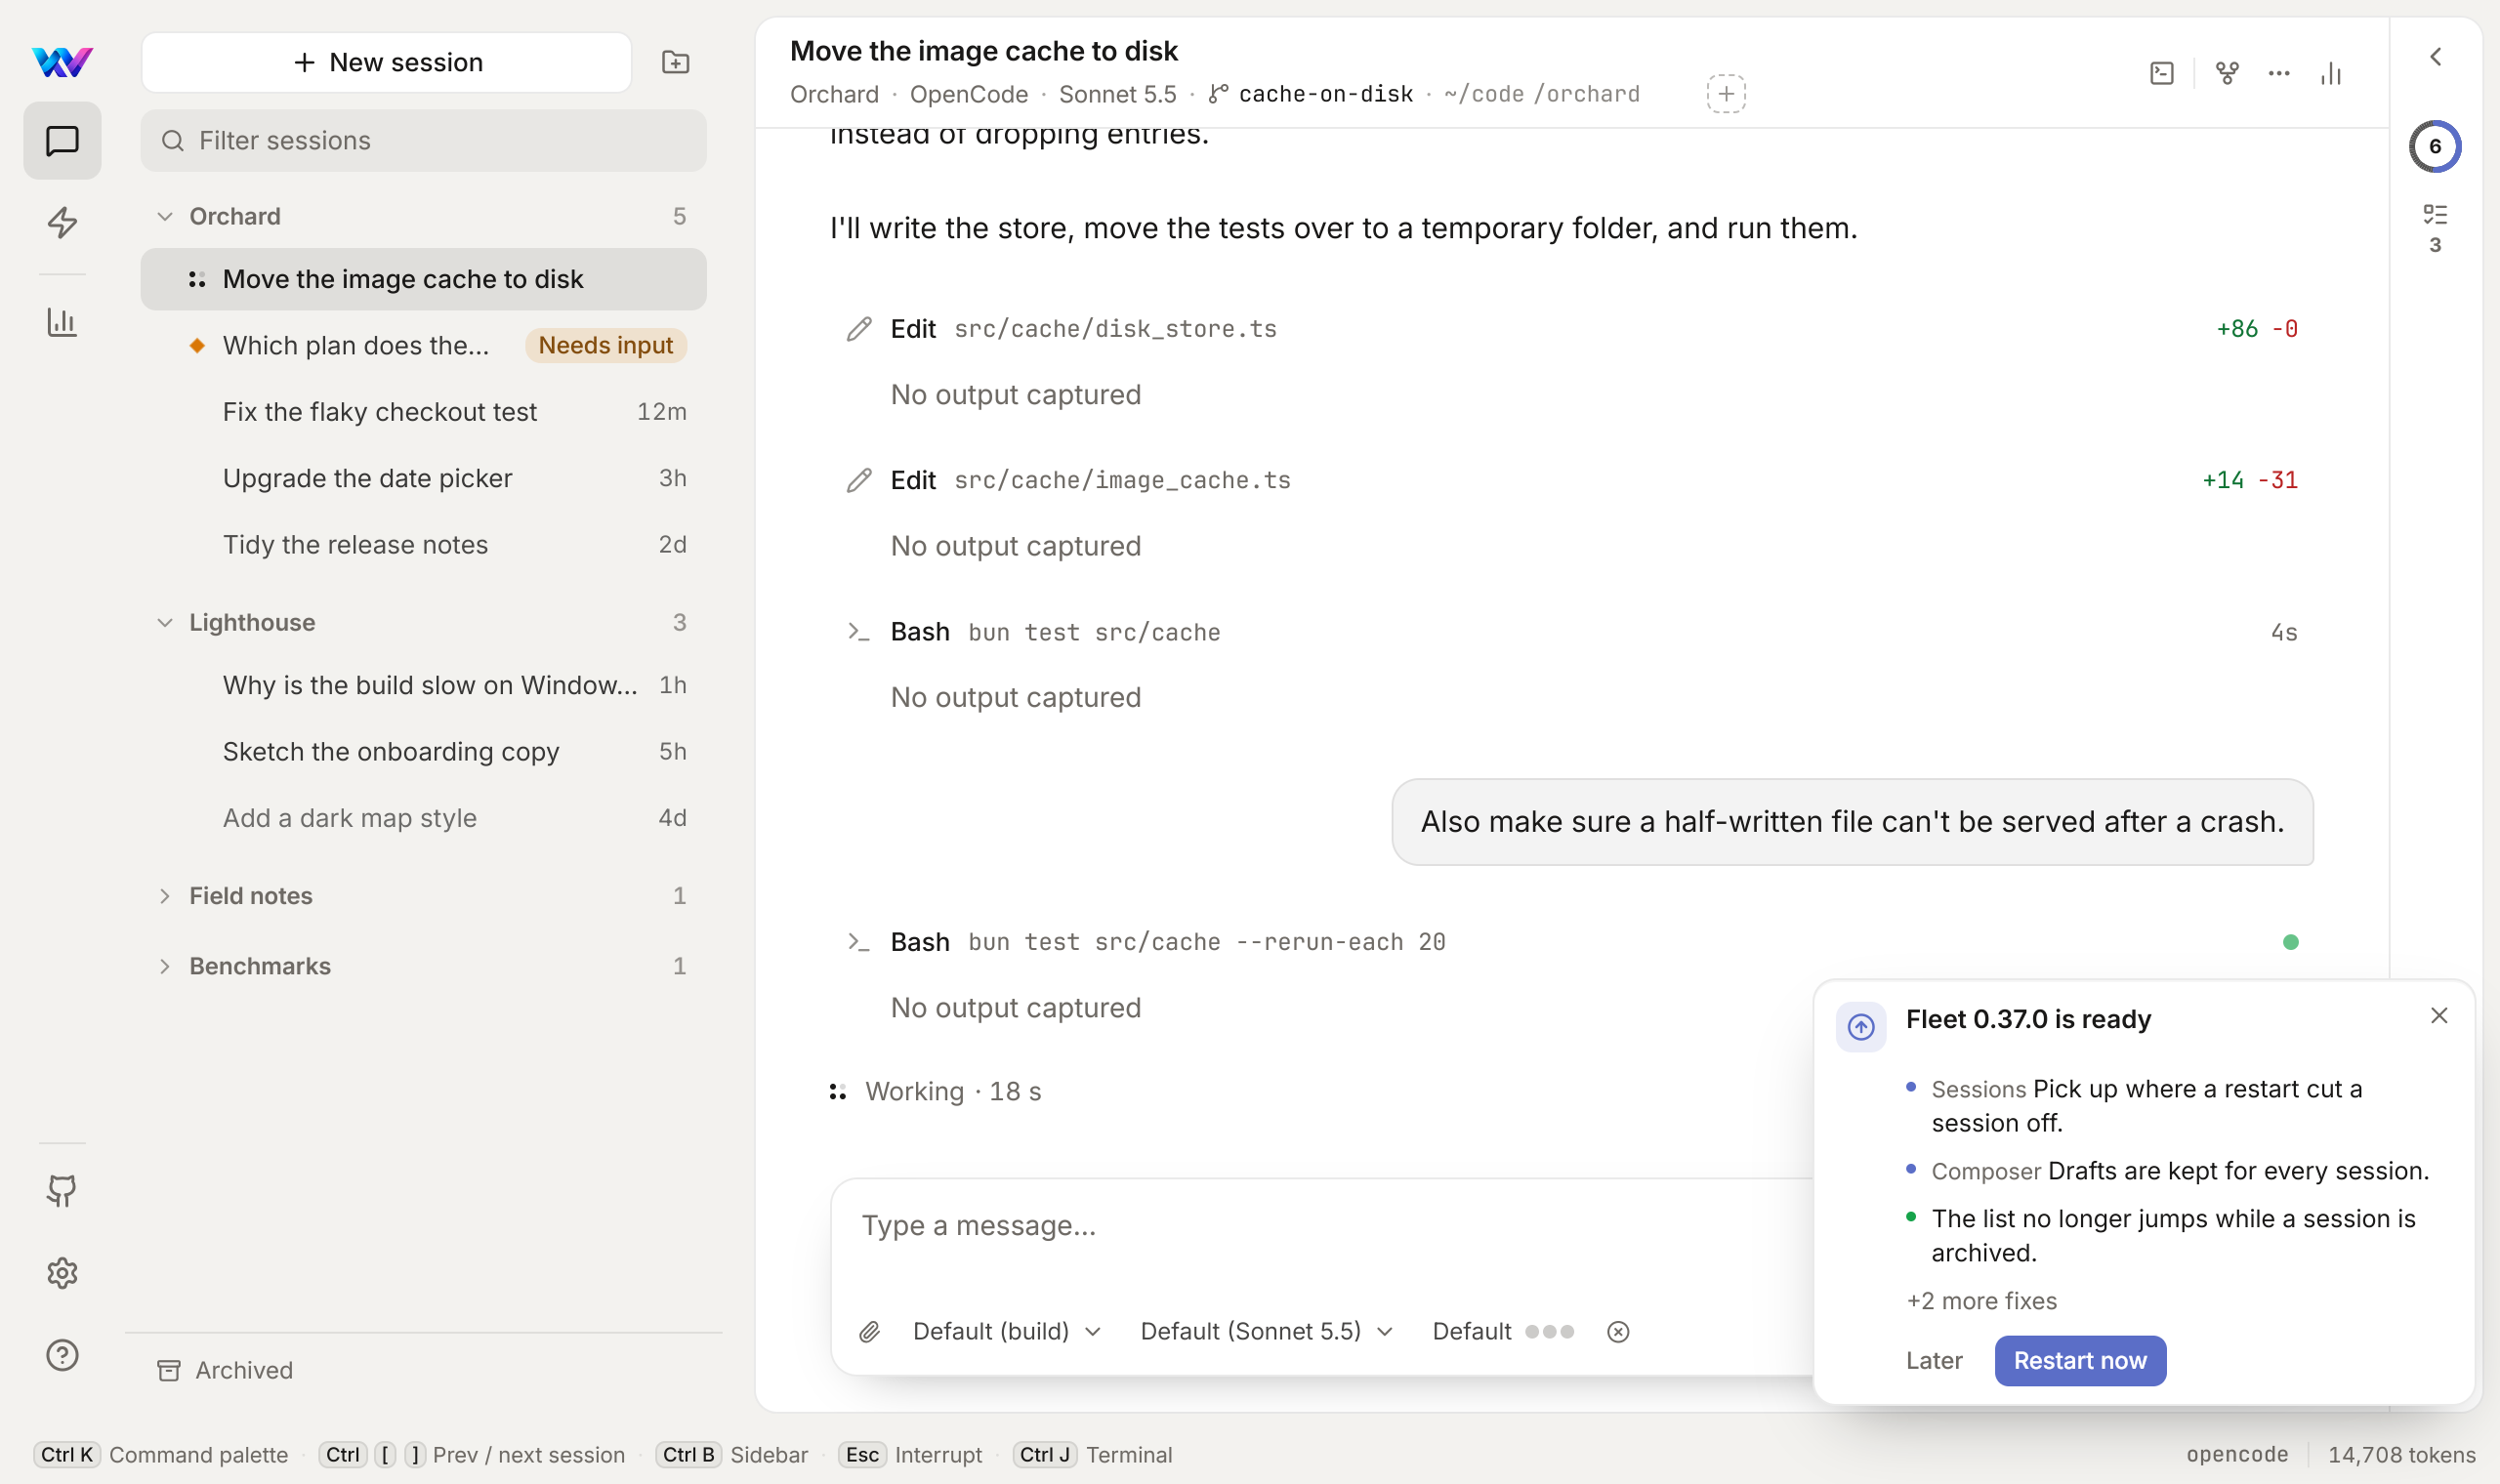 New session
Filter sessions
Orchard 5
Move the image cache to disk
Which plan does the... Needs input
Fix the flaky checkout test 12m
Upgrade the date picker 3h
Tidy the release notes 2d
Lighthouse 3
Why is the build slow on Window... 1h
Sketch the onboarding copy 5h
Add a dark map style 4d
Field notes 1
Benchmarks 1
Archived
Move the image cache to disk
Orchard · OpenCode · Sonnet 5.5 · cache-on-disk · ~/code /orchard
6
3
instead of dropping entries.
I'll write the store, move the tests over to a temporary folder, and run them.
Edit src/cache/disk_store.ts +86 -0
No output captured
Edit src/cache/image_cache.ts +14 -31
No output captured
Bash bun test src/cache 4s
No output captured
Also make sure a half-written file can't be served after a crash.
Bash bun test src/cache --rerun-each 20
No output captured
Working · 18 s
Type a message...
Default (build) Default (Sonnet 5.5) Default
Fleet 0.37.0 is ready
Sessions Pick up where a restart cut a
session off.
Composer Drafts are kept for every session.
The list no longer jumps while a session is
archived.
+2 more fixes
Later Restart now
Ctrl K Command palette · Ctrl [ ] Prev / next session · Ctrl B Sidebar · Esc Interrupt · Ctrl J Terminal
opencode 14,708 tokens